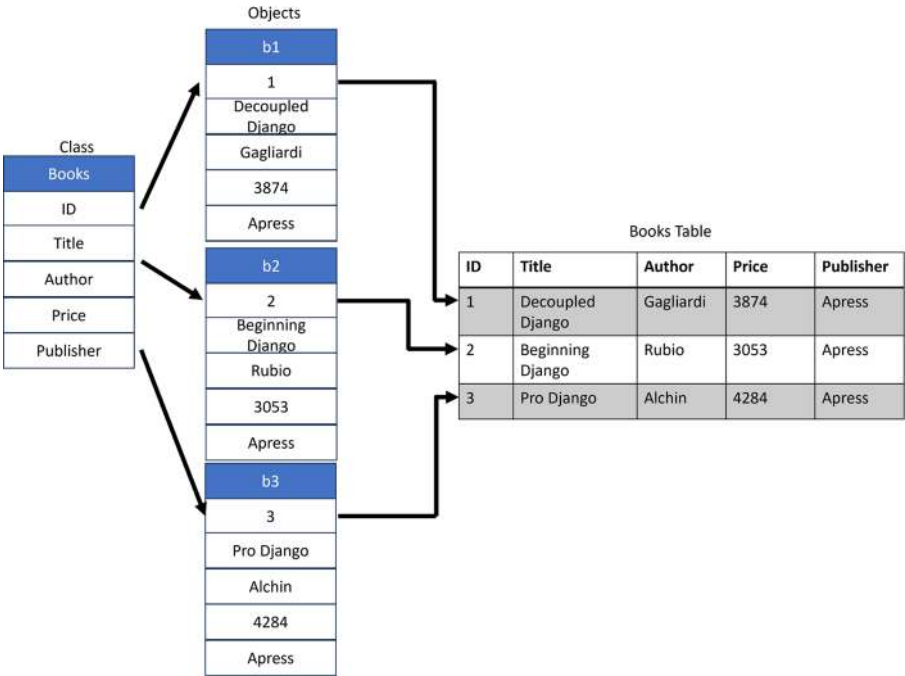 Class
Books
ID
Title
Author
Price
Publisher
Objects
b1
1
Decoupled
Django
Gagliardi
3874
Apress
b2
2
Beginning
Django
Rubio
3053
Apress
b3
3
Pro Django
Alchin
4284
Apress
Books Table
ID Title Author Price Publisher
1 Decoupled Gagliardi 3874 Apress
Django
2 Beginning Rubio 3053 Apress
Django
3 Pro Django Alchin 4284 Apress